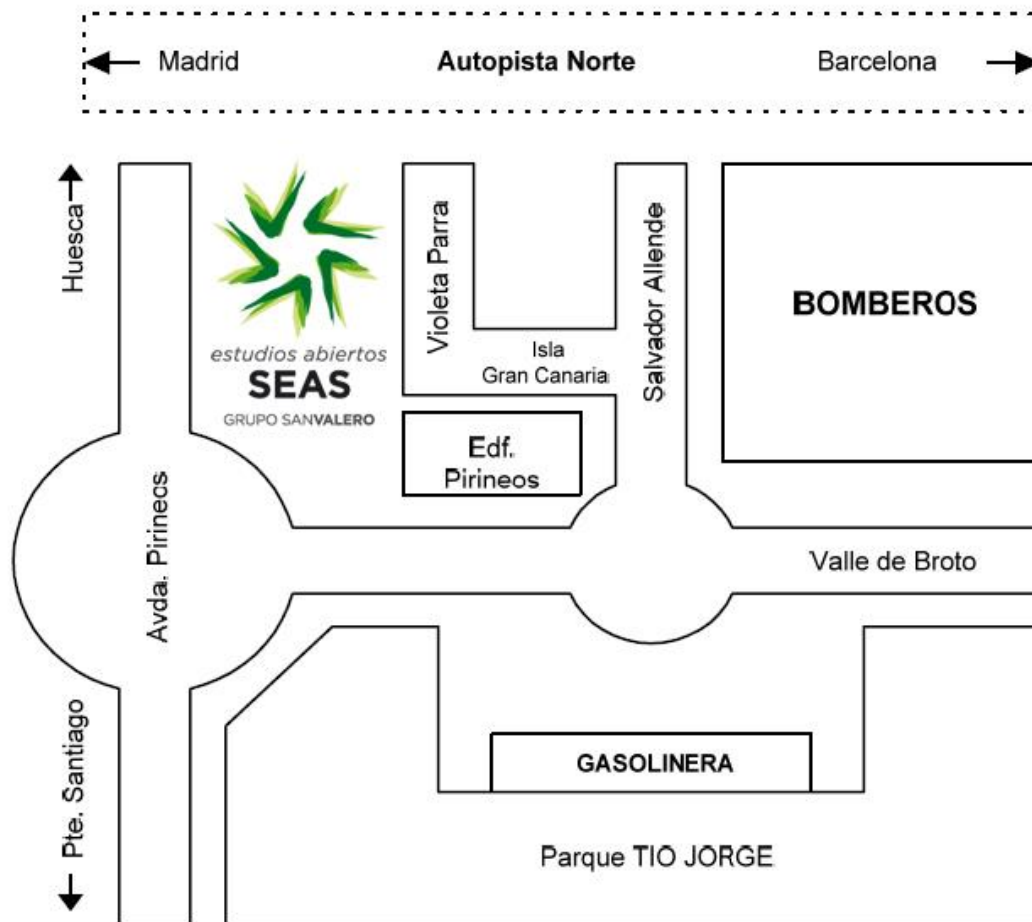 Madrid
Autopista Norte
Barcelona
Huesca
estudios abiertos
SEAS
GRUPO SANVALERO
Violeta Parra
Isla
Gran Canaria
Salvador Allende
BOMBEROS
Edf.
Pirineos
Avda. Pirineos
Valle de Broto
Pte. Santiago
GASOLINERA
Parque TIO JORGE